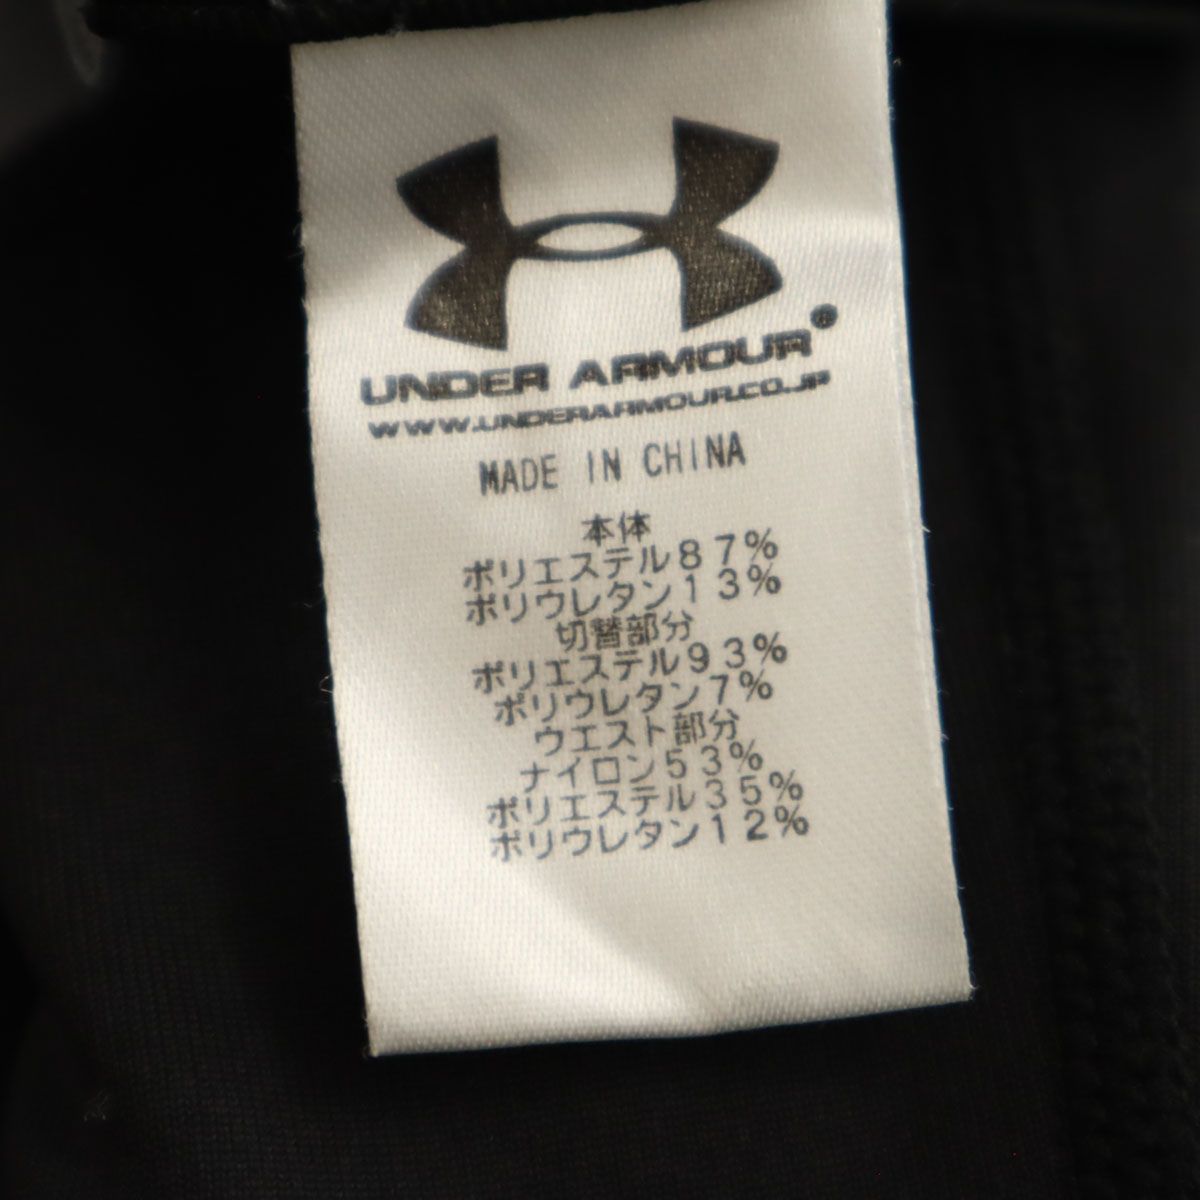 UNDER ARMOUR®
WWW.UNDERARMOUR.CO.JP
MADE IN CHINA
本体
ポリエステル87%
ポリウレタン13%
切替部分
ポリエステル93%
ポリウレタン7%
ウエスト部分
ナイロン53%
ポリエステル35%
ポリウレタン12%